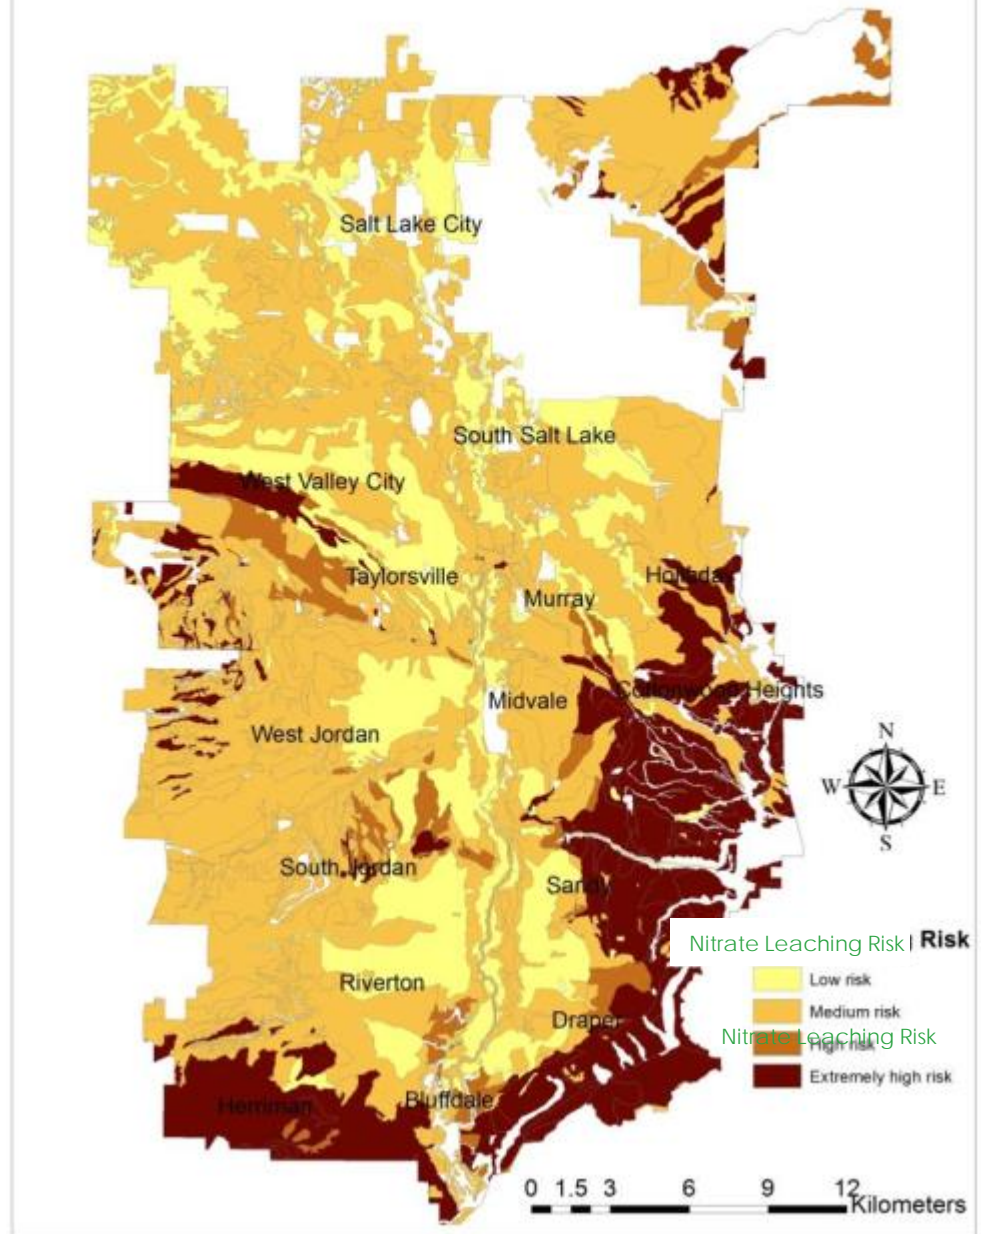 Salt Lake City
South Salt Lake
West Valley City
Taylorsville
Holladay
Murray
Cottonwood Heights
Midvale
West Jordan
N
W E
S
South Jordan
Sandy
Nitrate Leaching Risk Risk
Low risk
Riverton
Medium risk
Draper
Nitrate Leaching Risk
High risk
Extremely high risk
Herriman
Bluffdale
0 1.5 3 6 9 12
Kilometers